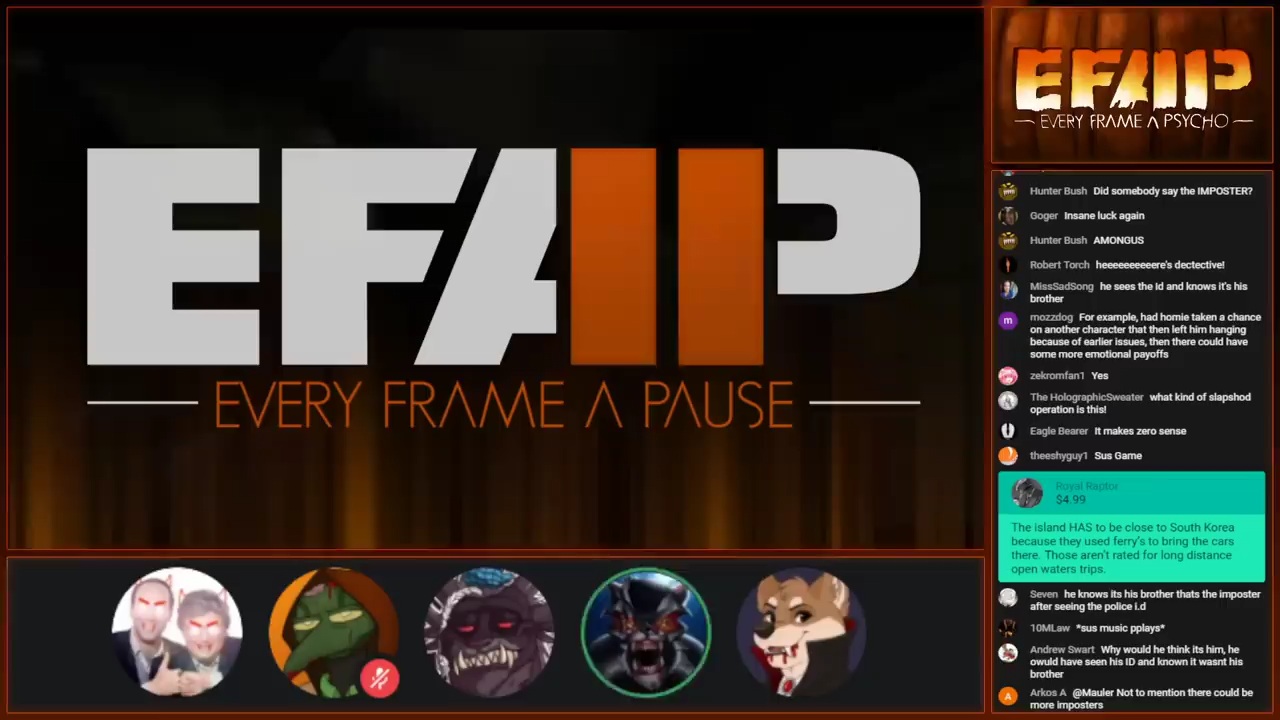 EFAIIP
EVERY FRAME A PAUSE
EFAIIP
EVERY FRAME A PSYCHO
Hunter Bush Did somebody say the IMPOSTER?
Goger Insane luck again
Hunter Bush AMONGUS
Robert Torch heeeeeeeeeere's dectective!
MissSadSong he sees the Id and knows it's his
brother
m
mozzdog For example, had homie taken a chance
on another character that then left him hanging
because of earlier issues, then there could have
some more emotional payoffs
zekromfan1 Yes
The HolographicSweater what kind of slapshod
operation is this!
Eagle Bearer It makes zero sense
theeshyguy1 Sus Game
Royal Raptor
$4.99
The island HAS to be close to South Korea
because they used ferry's to bring the cars
there. Those aren't rated for long distance
open waters trips.
Seven he knows its his brother thats the imposter
after seeing the police i.d
10MLaw *sus music pplays*
Andrew Swart Why would he think its him, he
owuld have seen his ID and known it wasnt his
brother
A
Arkos A @Mauler Not to mention there could be
more imposters